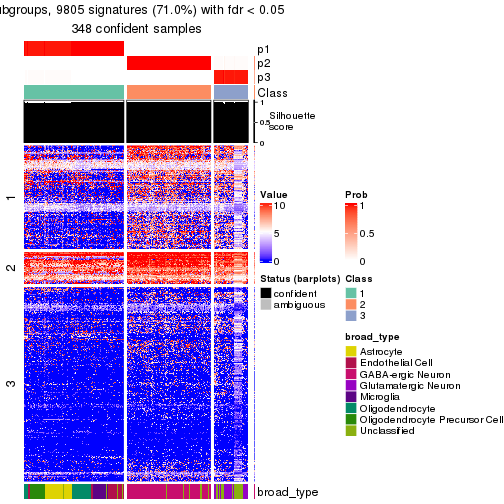 ubgroups, 9805 signatures (71.0%) with fdr < 0.05
348 confident samples
p1
p2
p3
Class
1
0.5
0
Silhouette
score
1
2
3
Value
10
5
0
Prob
1
0.5
0
Status (barplots)
confident
ambiguous
Class
1
2
3
broad_type
Astrocyte
Endothelial Cell
GABA-ergic Neuron
Glutamatergic Neuron
Microglia
Oligodendrocyte
Oligodendrocyte Precursor Cell
Unclassified
broad_type